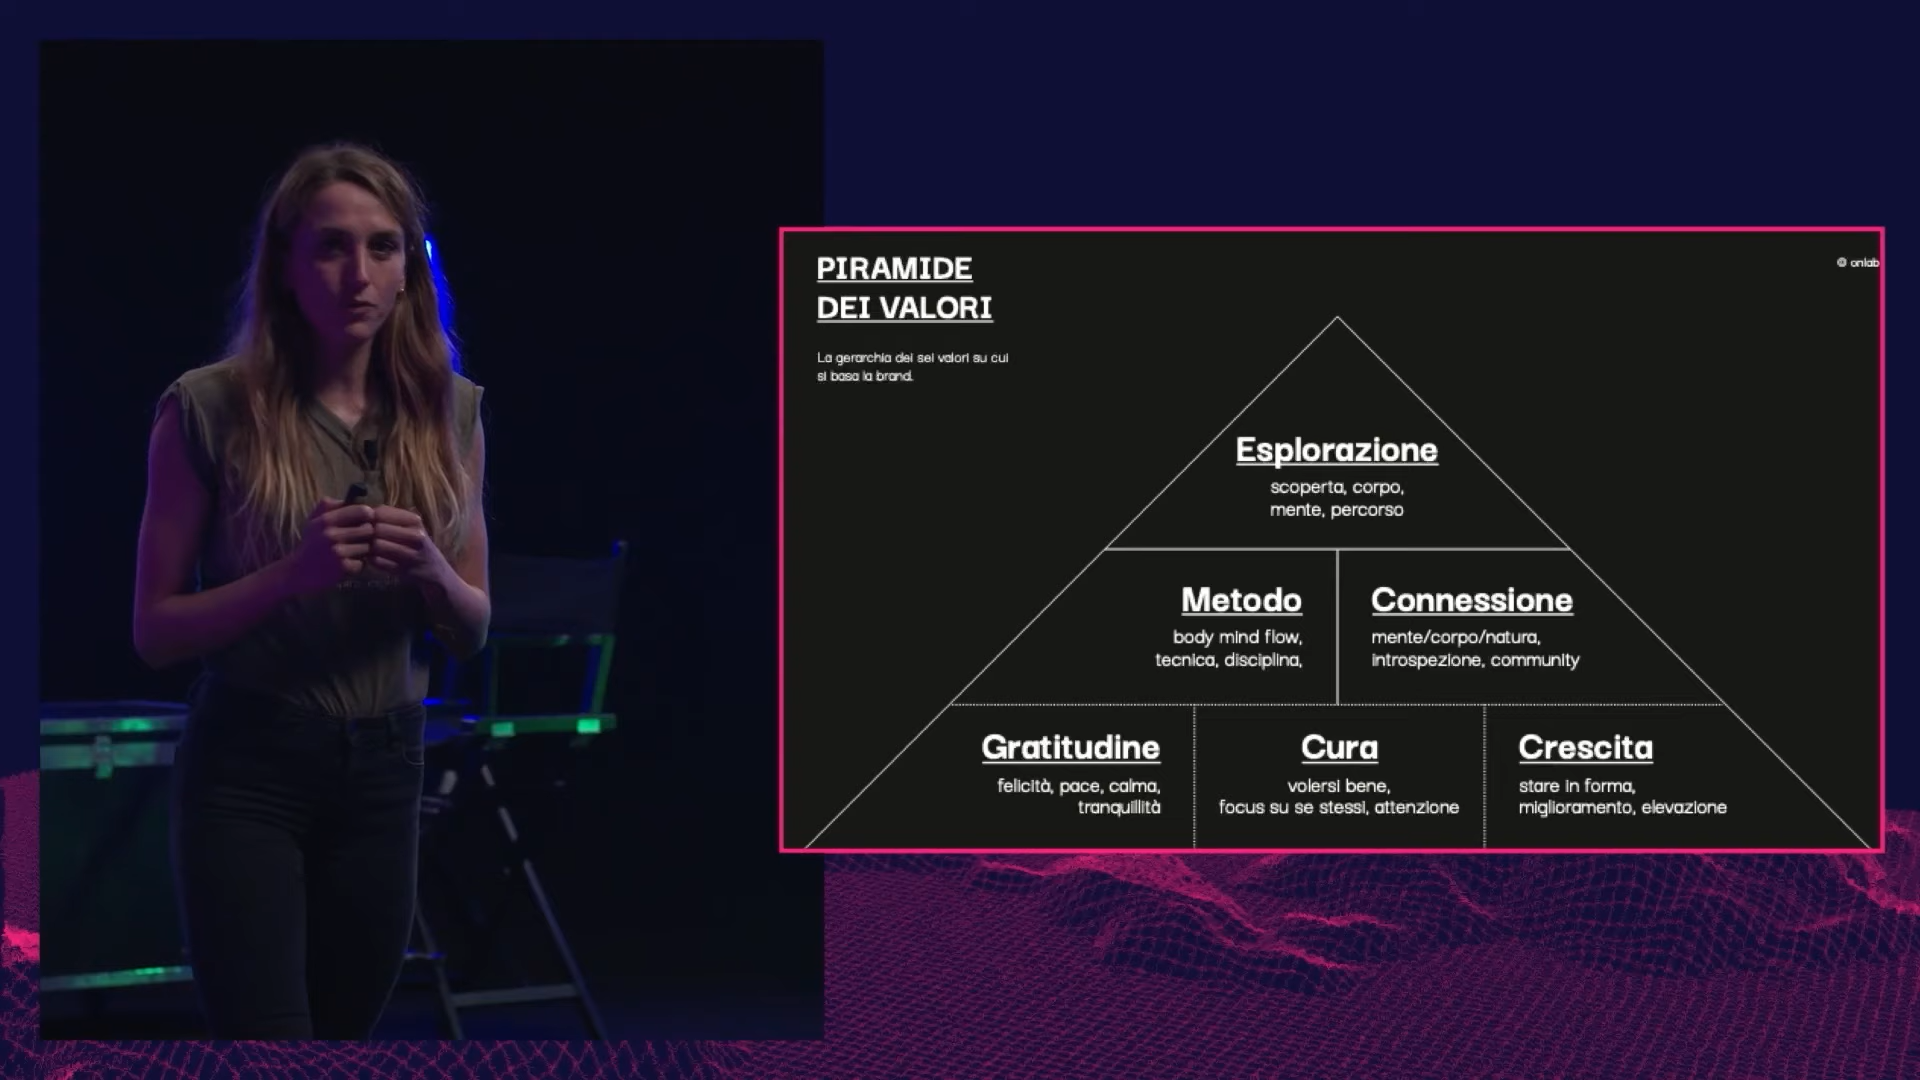 PIRAMIDE
DEI VALORI
© onlab
La gerarchia dei sei valori su cui
si basa la brand.
Esplorazione
scoperta, corpo,
mente, percorso
Metodo
body mind flow,
tecnica, disciplina,
Connessione
mente/corpo/natura,
introspezione, community
Gratitudine
felicità, pace, calma,
tranquillità
Cura
volersi bene,
focus su se stessi, attenzione
Crescita
stare in forma,
miglioramento, elevazione